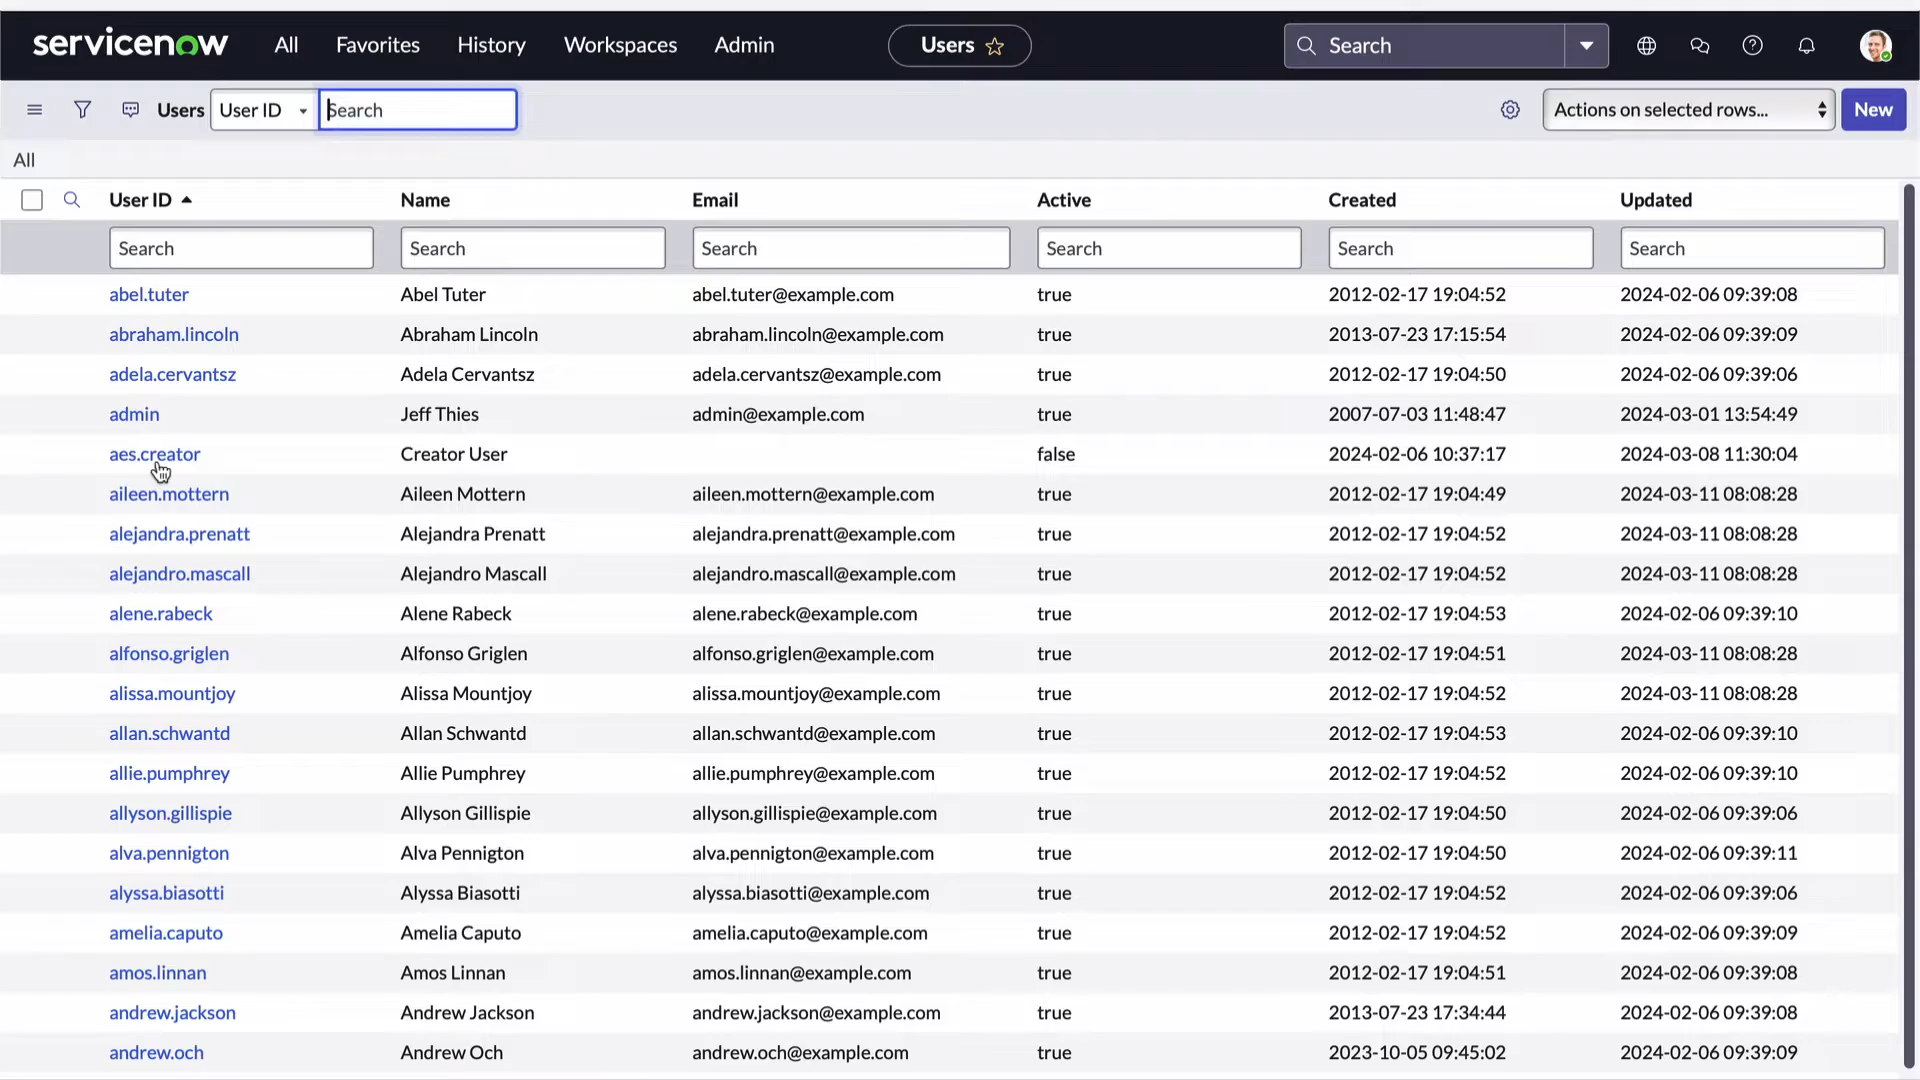 servicenow All Favorites History Workspaces Admin Users Search
Users User ID Search Actions on selected rows... New
All
User ID Name Email Active Created Updated
Search Search Search Search Search Search
abel.tuter Abel Tuter abel.tuter@example.com true 2012-02-17 19:04:52 2024-02-06 09:39:08
abraham.lincoln Abraham Lincoln abraham.lincoln@example.com true 2013-07-23 17:15:54 2024-02-06 09:39:09
adela.cervantsz Adela Cervantsz adela.cervantsz@example.com true 2012-02-17 19:04:50 2024-02-06 09:39:06
admin Jeff Thies admin@example.com true 2007-07-03 11:48:47 2024-03-01 13:54:49
aes.creator Creator User false 2024-02-06 10:37:17 2024-03-08 11:30:04
aileen.mottern Aileen Mottern aileen.mottern@example.com true 2012-02-17 19:04:49 2024-03-11 08:08:28
alejandra.prenatt Alejandra Prenatt alejandra.prenatt@example.com true 2012-02-17 19:04:52 2024-03-11 08:08:28
alejandro.mascall Alejandro Mascall alejandro.mascall@example.com true 2012-02-17 19:04:52 2024-03-11 08:08:28
alene.rabeck Alene Rabeck alene.rabeck@example.com true 2012-02-17 19:04:53 2024-02-06 09:39:10
alfonso.griglen Alfonso Griglen alfonso.griglen@example.com true 2012-02-17 19:04:51 2024-03-11 08:08:28
alissa.mountjoy Alissa Mountjoy alissa.mountjoy@example.com true 2012-02-17 19:04:52 2024-03-11 08:08:28
allan.schwantd Allan Schwantd allan.schwantd@example.com true 2012-02-17 19:04:53 2024-02-06 09:39:10
allie.pumphrey Allie Pumphrey allie.pumphrey@example.com true 2012-02-17 19:04:52 2024-02-06 09:39:10
allyson.gillispie Allyson Gillispie allyson.gillispie@example.com true 2012-02-17 19:04:50 2024-02-06 09:39:06
alva.pennigton Alva Pennigton alva.pennigton@example.com true 2012-02-17 19:04:50 2024-02-06 09:39:11
alyssa.biasotti Alyssa Biasotti alyssa.biasotti@example.com true 2012-02-17 19:04:52 2024-02-06 09:39:06
amelia.caputo Amelia Caputo amelia.caputo@example.com true 2012-02-17 19:04:52 2024-02-06 09:39:09
amos.linnan Amos Linnan amos.linnan@example.com true 2012-02-17 19:04:51 2024-02-06 09:39:08
andrew.jackson Andrew Jackson andrew.jackson@example.com true 2013-07-23 17:34:44 2024-02-06 09:39:08
andrew.och Andrew Och andrew.och@example.com true 2023-10-05 09:45:02 2024-02-06 09:39:09